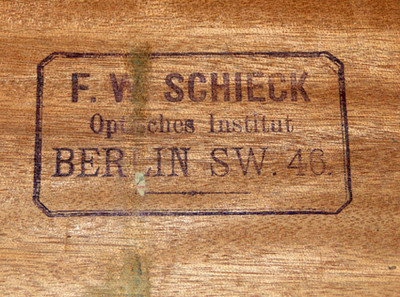 F. W. SCHIECK
Optisches Institut
BERLIN SW. 46.